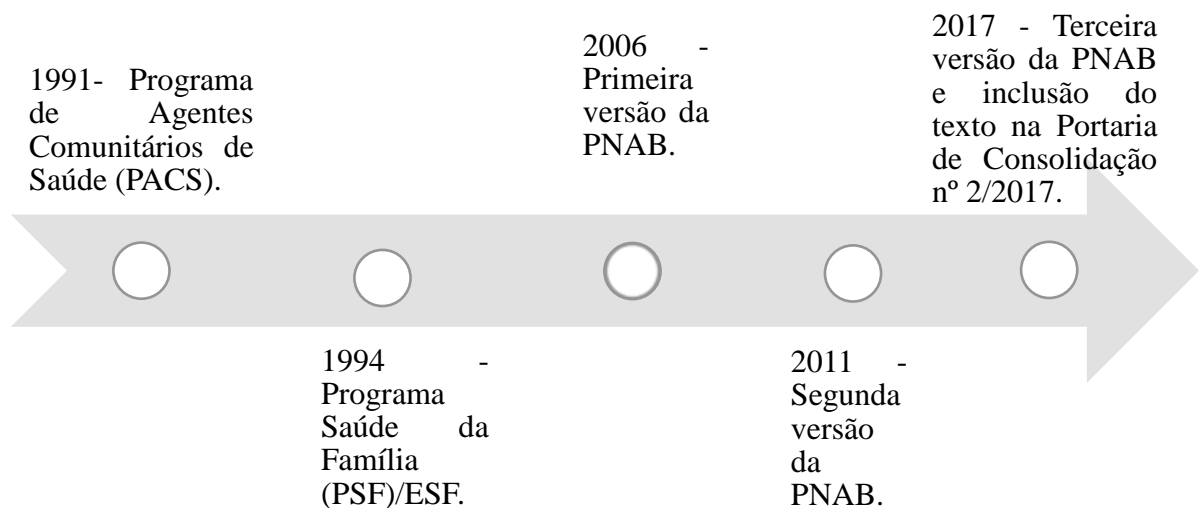 1991- Programa
de Agentes
Comunitários de
Saúde (PACS).
1994 -
Programa
Saúde da
Família
(PSF)/ESF.
2006 -
Primeira
versão da
PNAB.
2011 -
Segunda
versão
da
PNAB.
2017 - Terceira
versão da PNAB
e inclusão do
texto na Portaria
de Consolidação
nº 2/2017.